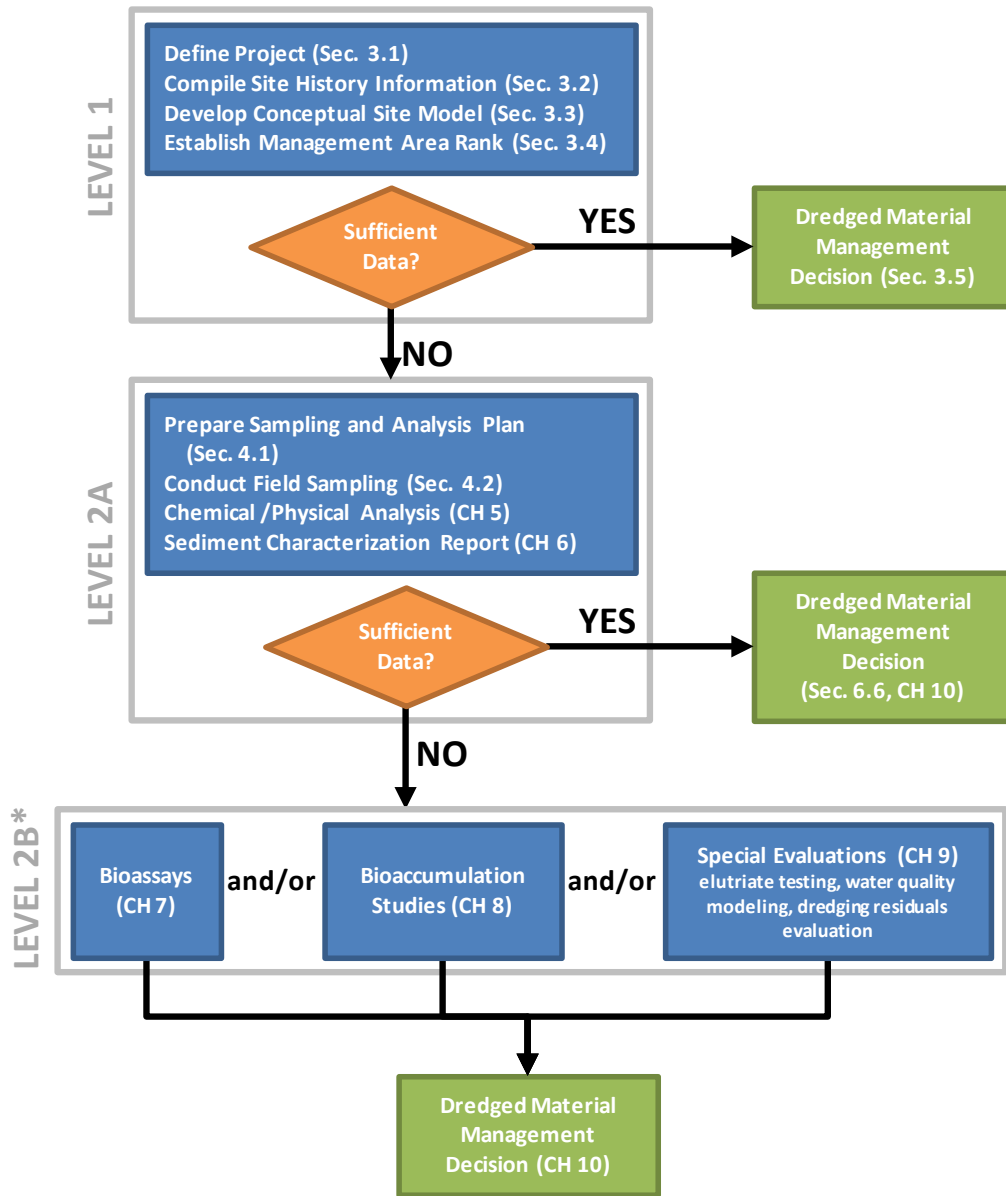 LEVEL 1
Define Project (Sec. 3.1)
Compile Site History Information (Sec. 3.2)
Develop Conceptual Site Model (Sec. 3.3)
Establish Management Area Rank (Sec. 3.4)
Sufficient
Data?
YES
Dredged Material
Management
Decision (Sec. 3.5)
NO
LEVEL 2A
Prepare Sampling and Analysis Plan
(Sec. 4.1)
Conduct Field Sampling (Sec. 4.2)
Chemical /Physical Analysis (CH 5)
Sediment Characterization Report (CH 6)
Sufficient
Data?
YES
Dredged Material
Management
Decision
(Sec. 6.6, CH 10)
NO
LEVEL 2B*
Bioassays
(CH 7)
and/or
Bioaccumulation
Studies (CH 8)
and/or
Special Evaluations (CH 9)
elutriate testing, water quality
modeling, dredging residuals
evaluation
Dredged Material
Management
Decision (CH 10)